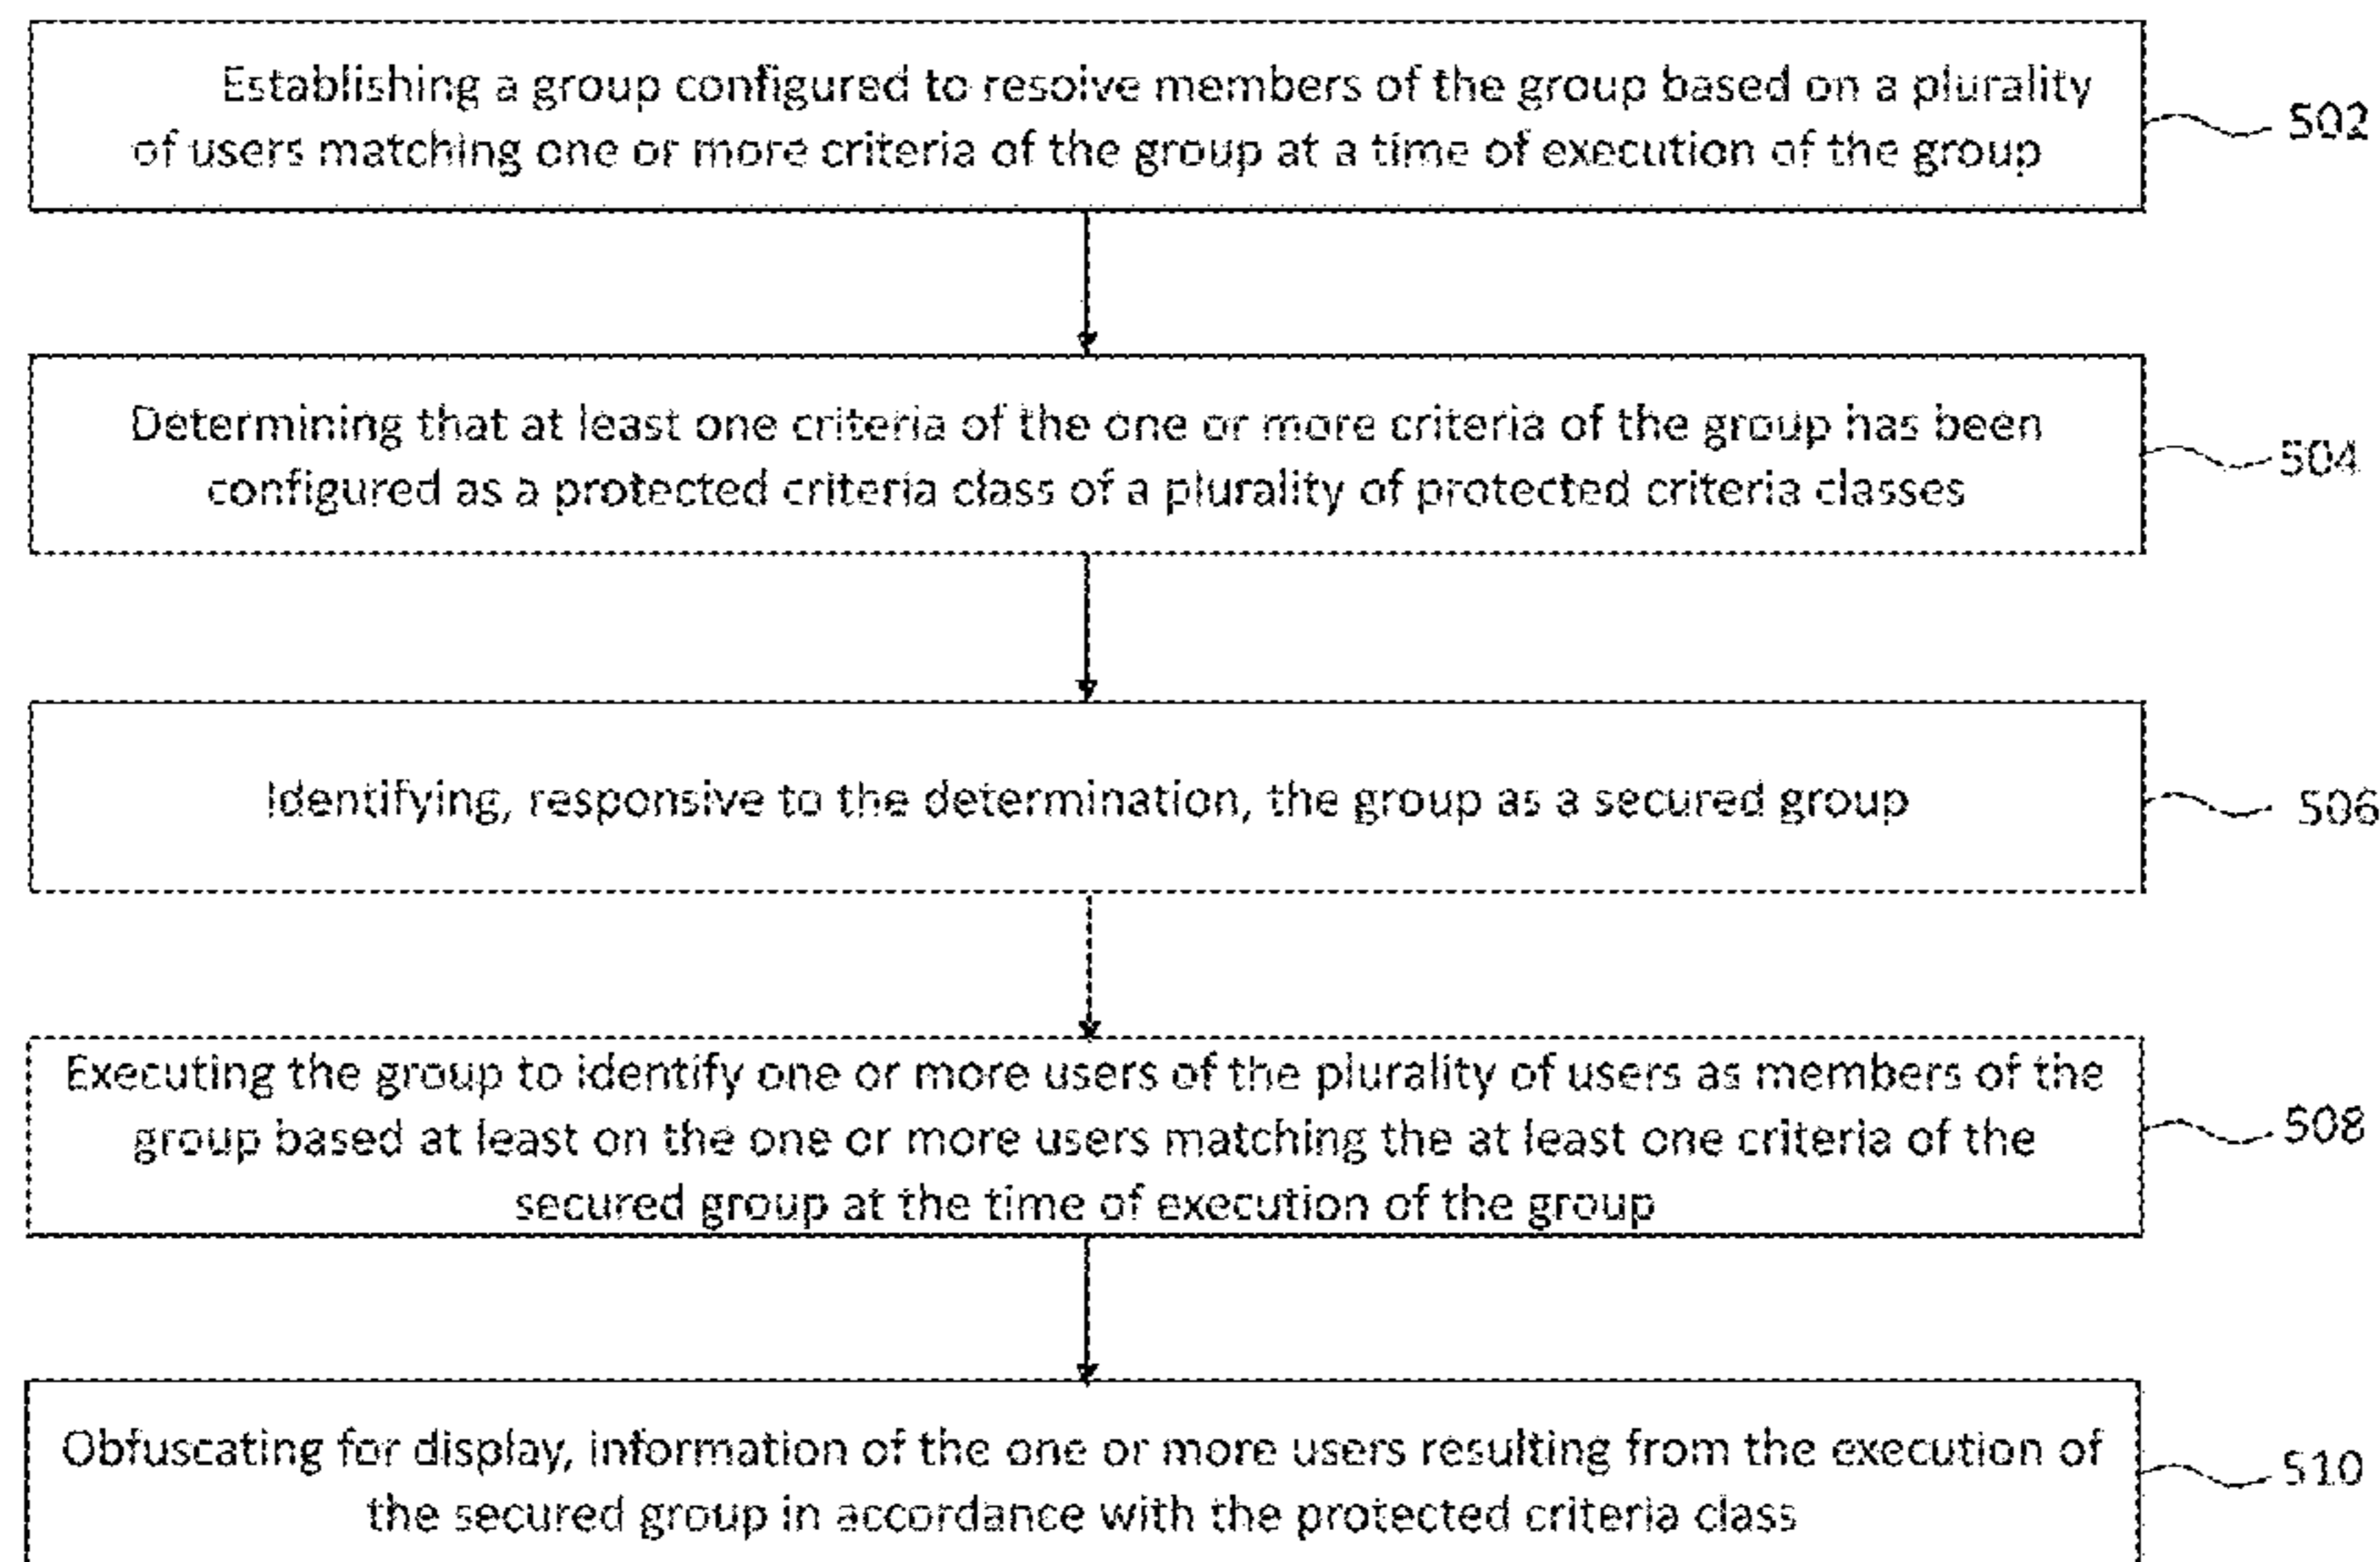 Establishing a group configured to resolve members of the group based on a plurality
of users matching one or more criteria of the group at a time of execution of the group
502
Determining that at least one criteria of the one or more criteria of the group has been
configured as a protected criteria class of a plurality of protected criteria classes
504
Identifying, responsive to the determination, the group as a secured group
506
Executing the group to identify one or more users of the plurality of users as members of the
group based at least on the one or more users matching the at least one criteria of the
secured group at the time of execution of the group
508
Obfuscating for display, information of the one or more users resulting from the execution of
the secured group in accordance with the protected criteria class
510